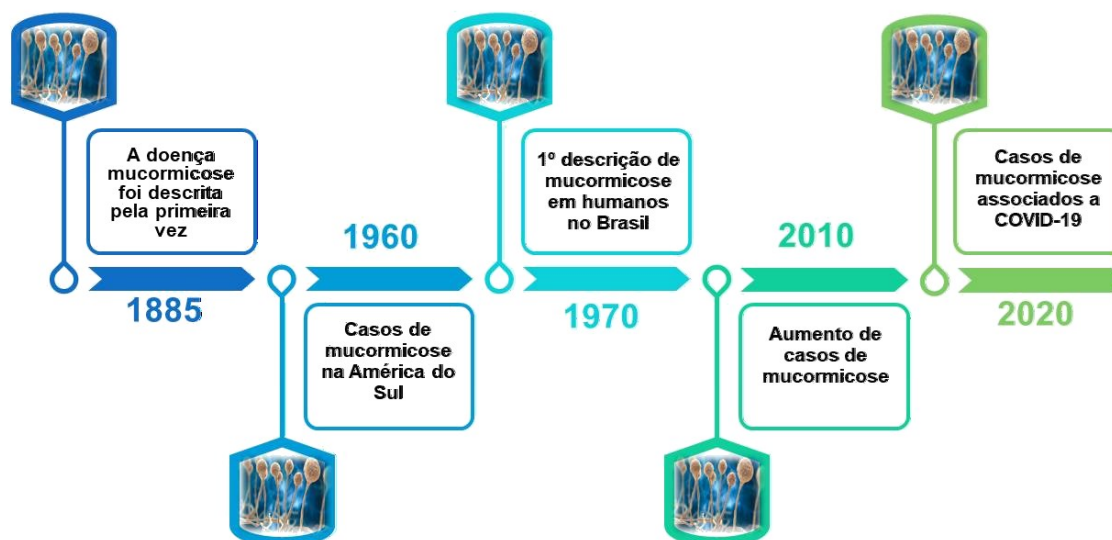 A doença
mucormicose
foi descrita
pela primeira
vez
1885
1960
Casos de
mucormicose
na América do
Sul
1º descrição de
mucormicose
em humanos
no Brasil
1970
2010
Aumento de
casos de
mucormicose
Casos de
mucormicose
associados a
COVID-19
2020